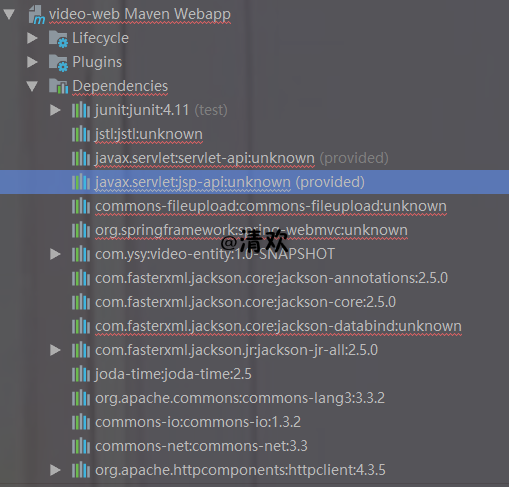 video-web Maven Webapp
Lifecycle
Plugins
Dependencies
junit:junit:4.11 (test)
jstl:jstl:unknown
javax.servlet:servlet-api:unknown (provided)
javax.servlet:jsp-api:unknown (provided)
commons-fileupload:commons-fileupload:unknown
org.springframework:spring-webmvc:unknown
@清欢
com.ysy:video-entity:1.0-SNAPSHOT
com.fasterxml.jackson.core:jackson-annotations:2.5.0
com.fasterxml.jackson.core:jackson-core:2.5.0
com.fasterxml.jackson.core:jackson-databind:unknown
com.fasterxml.jackson.jr:jackson-jr-all:2.5.0
joda-time:joda-time:2.5
org.apache.commons:commons-lang3:3.3.2
commons-io:commons-io:1.3.2
commons-net:commons-net:3.3
org.apache.httpcomponents:httpclient:4.3.5